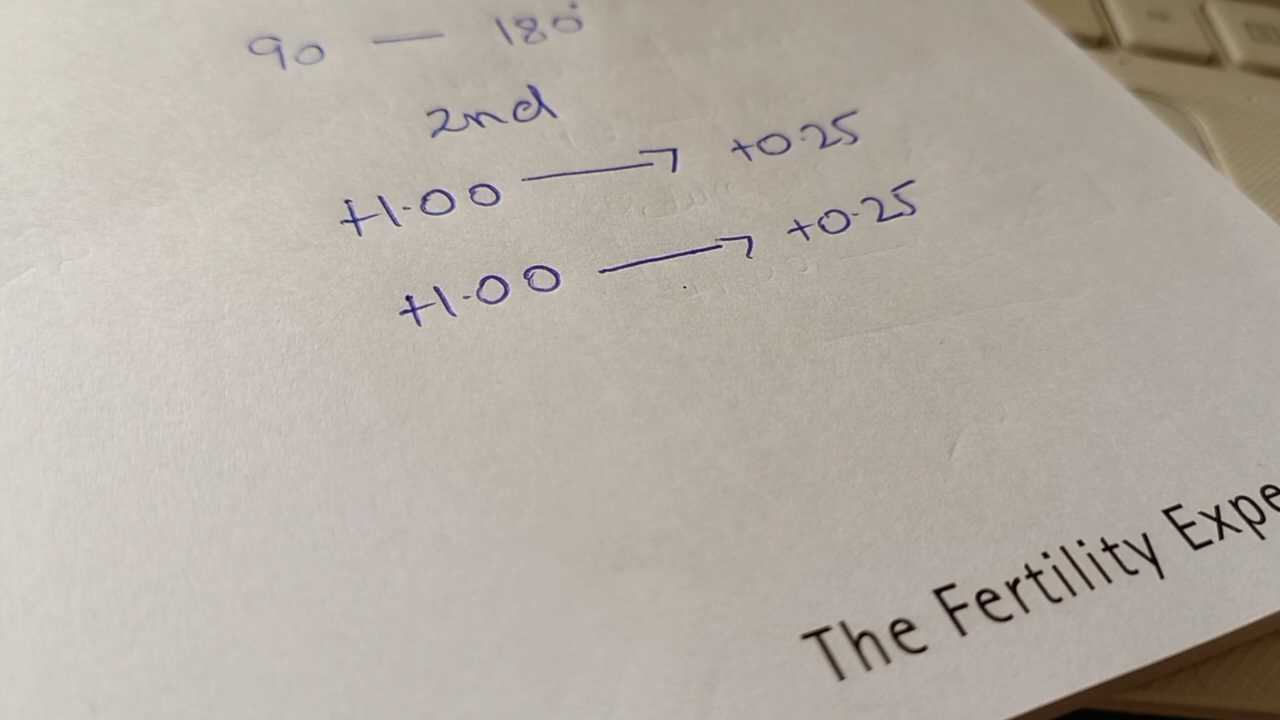 90 — 180°
2nd
+1.00 → +0.25
+1.00 → +0.25
The Fertility Expe